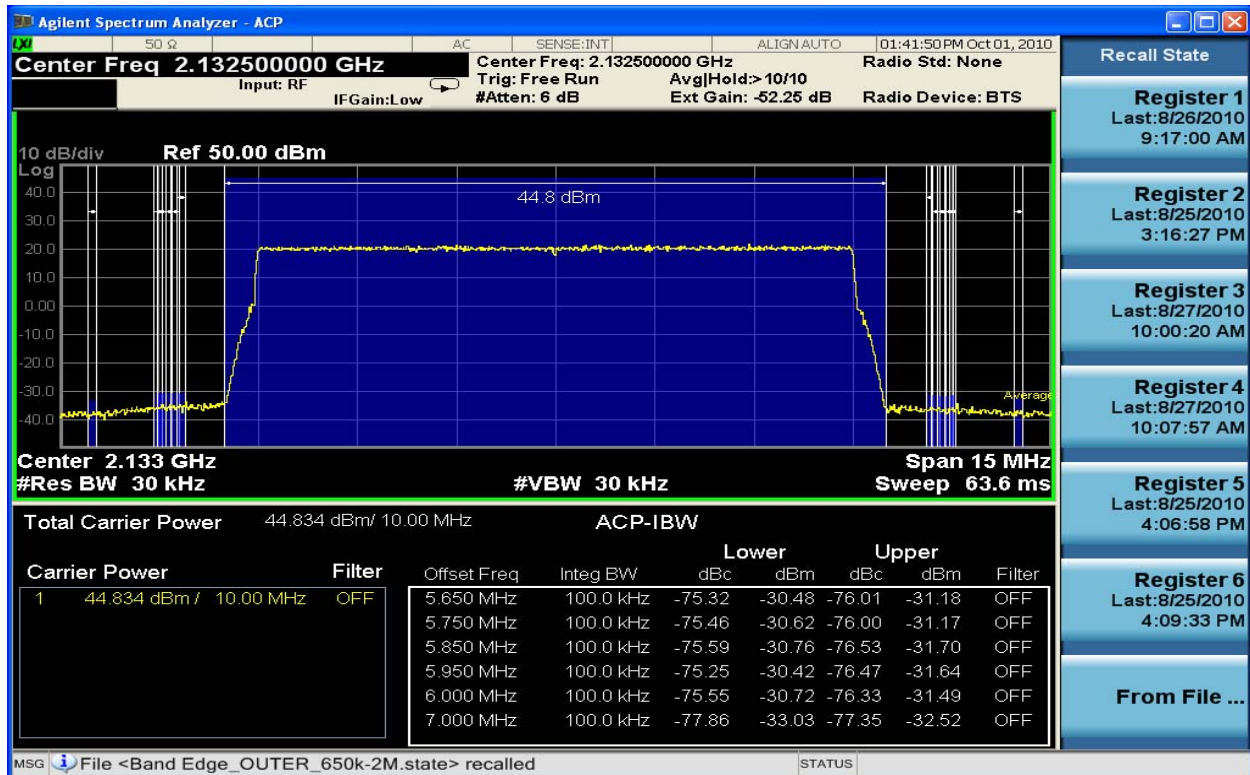 Agilent Spectrum Analyzer - ACP
LXI 50 Ω AC SENSE:INT ALIGN AUTO 01:41:50 PM Oct 01, 2010
Center Freq 2.132500000 GHz
Input: RF
IFGain:Low
Center Freq: 2.132500000 GHz
Trig: Free Run
#Atten: 6 dB
Avg|Hold:> 10/10
Ext Gain: -52.25 dB
Radio Std: None
Radio Device: BTS
10 dB/div Ref 50.00 dBm
Log
40.0
30.0
20.0
10.0
0.00
-10.0
-20.0
-30.0
-40.0
44.8 dBm
Average
Center 2.133 GHz Span 15 MHz
#Res BW 30 kHz #VBW 30 kHz Sweep 63.6 ms
Total Carrier Power 44.834 dBm/ 10.00 MHz ACP-IBW
Carrier Power Filter
1 44.834 dBm / 10.00 MHz OFF
Lower Upper
Offset Freq Integ BW dBc dBm dBc dBm Filter
5.650 MHz 100.0 kHz -75.32 -30.48 -76.01 -31.18 OFF
5.750 MHz 100.0 kHz -75.46 -30.62 -76.00 -31.17 OFF
5.850 MHz 100.0 kHz -75.59 -30.76 -76.53 -31.70 OFF
5.950 MHz 100.0 kHz -75.25 -30.42 -76.47 -31.64 OFF
6.000 MHz 100.0 kHz -75.55 -30.72 -76.33 -31.49 OFF
7.000 MHz 100.0 kHz -77.86 -33.03 -77.35 -32.52 OFF
MSG File <Band Edge_OUTER_650k-2M.state> recalled STATUS
Recall State
Register 1
Last:8/26/2010
9:17:00 AM
Register 2
Last:8/25/2010
3:16:27 PM
Register 3
Last:8/27/2010
10:00:20 AM
Register 4
Last:8/27/2010
10:07:57 AM
Register 5
Last:8/25/2010
4:06:58 PM
Register 6
Last:8/25/2010
4:09:33 PM
From File ...